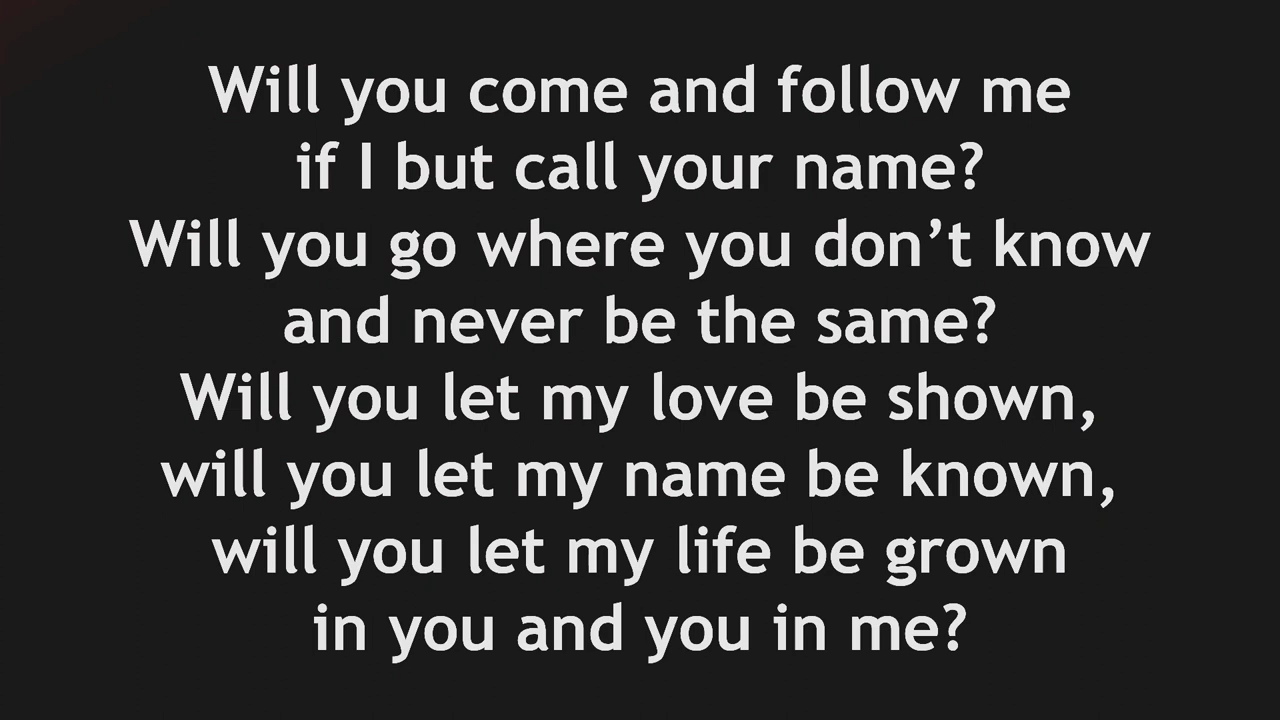 Will you come and follow me
if I but call your name?
Will you go where you don’t know
and never be the same?
Will you let my love be shown,
will you let my name be known,
will you let my life be grown
in you and you in me?